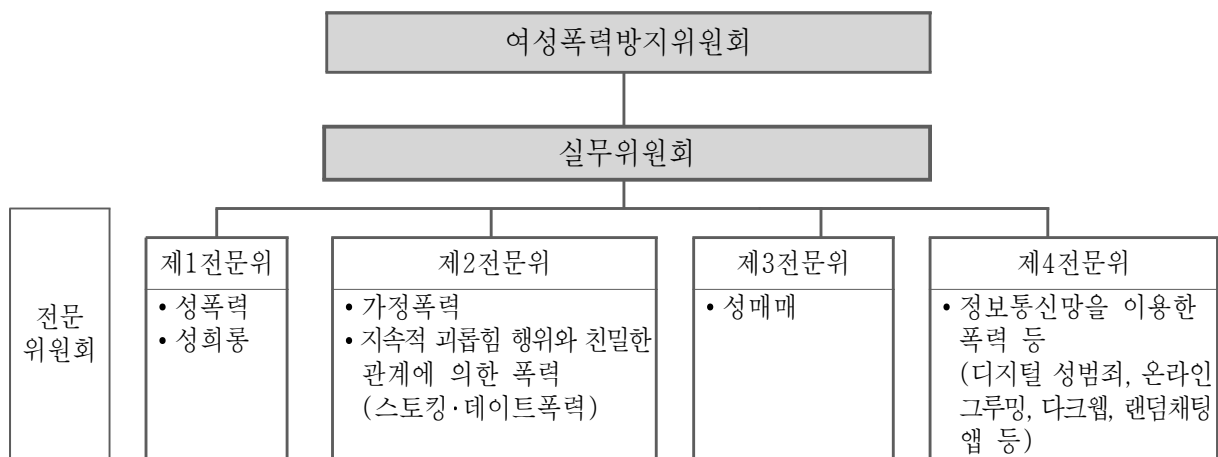 여성폭력방지위원회
실무위원회
전문
위원회
제1전문위
• 성폭력
• 성희롱
제2전문위
• 가정폭력
• 지속적 괴롭힘 행위와 친밀한
관계에 의한 폭력
(스토킹·데이트폭력)
제3전문위
• 성매매
제4전문위
• 정보통신망을 이용한
폭력 등
(디지털 성범죄, 온라인
그루밍, 다크웹, 랜덤채팅
앱 등)